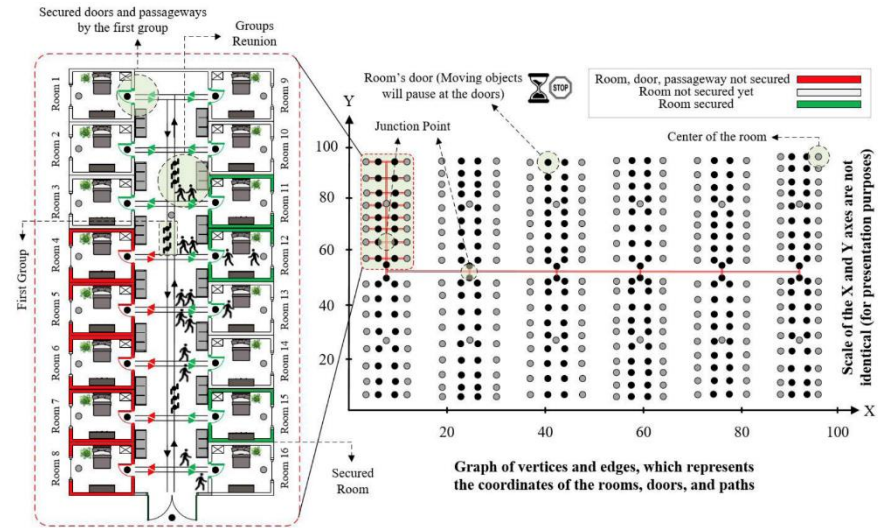 Secured doors and passageways
by the first group
Groups
Reunion
Room's door (Moving objects
will pause at the doors)
STOP
Room, door, passageway not secured
Room not secured yet
Room secured
Junction Point
Center of the room
First Group
Room 1
Room 2
Room 3
Room 4
Room 5
Room 6
Room 7
Room 8
Room 9
Room 10
Room 11
Room 12
Room 13
Room 14
Room 15
Room 16
Secured
Room
Y
100
80
60
40
20
20
40
60
80
100
X
Scale of the X and Y axes are not
identical (for presentation purposes)
Graph of vertices and edges, which represents
the coordinates of the rooms, doors, and paths